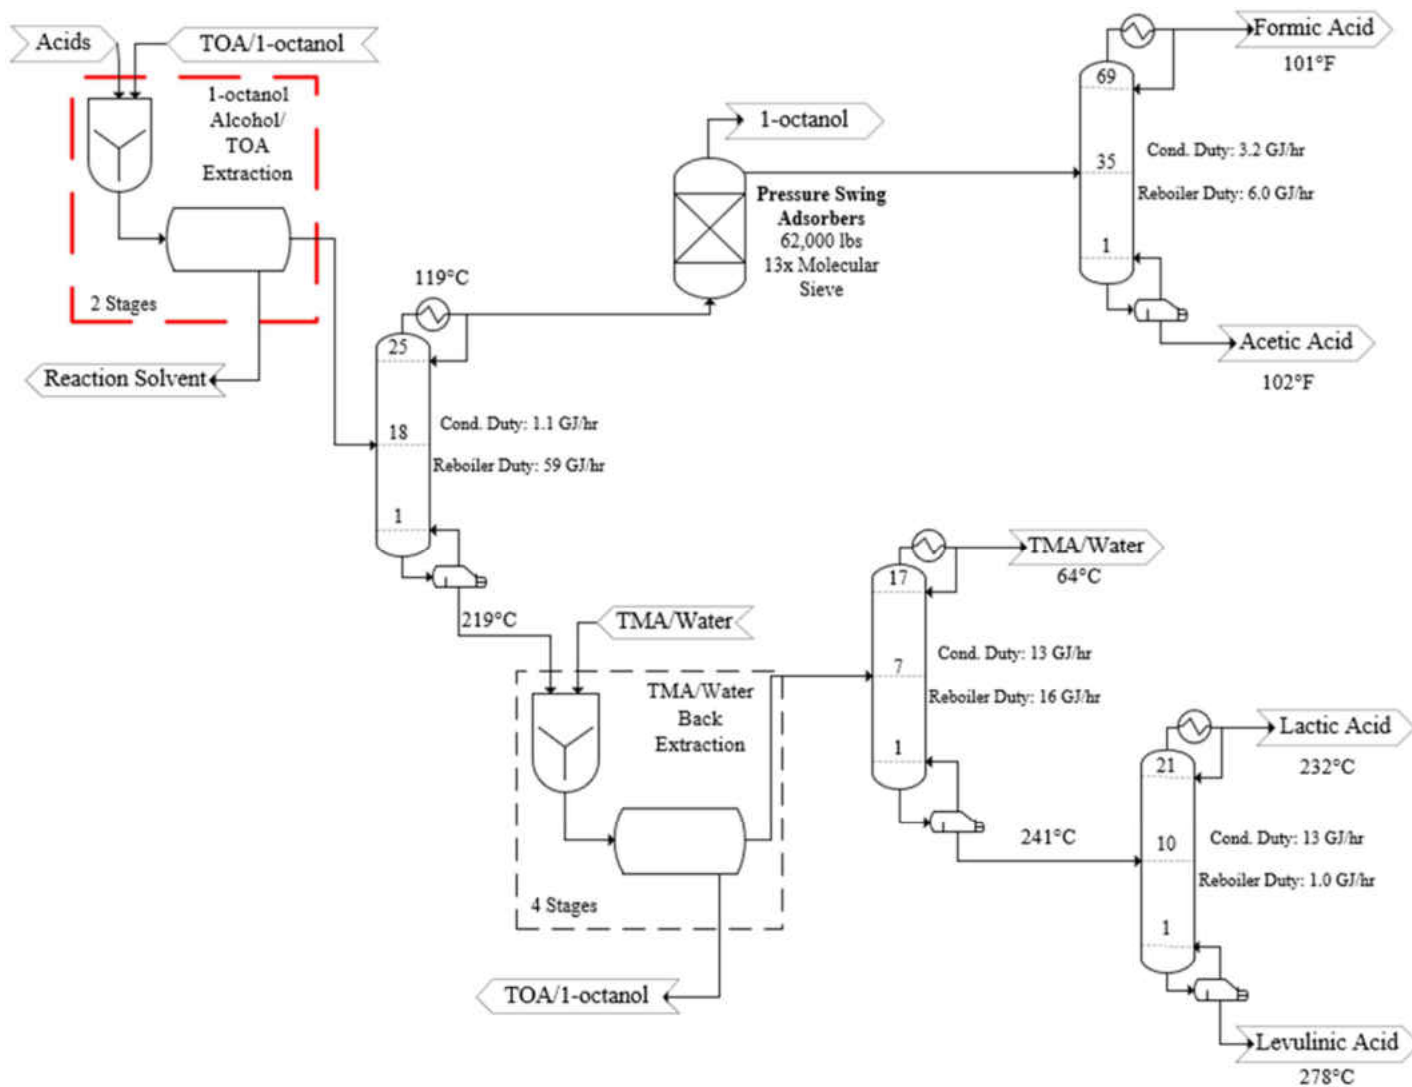 Acids
TOA/1-octanol
1-octanol
Alcohol/
TOA
Extraction
2 Stages
Reaction Solvent
119°C
25
18
1
Cond. Duty: 1.1 GJ/hr
Reboiler Duty: 59 GJ/hr
219°C
1-octanol
Pressure Swing
Adsorbers
62,000 lbs
13x Molecular
Sieve
69
35
1
Cond. Duty: 3.2 GJ/hr
Reboiler Duty: 6.0 GJ/hr
Formic Acid
101°F
Acetic Acid
102°F
TMA/Water
TMA/Water
Back
Extraction
4 Stages
TOA/1-octanol
17
7
1
Cond. Duty: 13 GJ/hr
Reboiler Duty: 16 GJ/hr
TMA/Water
64°C
241°C
21
10
1
Cond. Duty: 13 GJ/hr
Reboiler Duty: 1.0 GJ/hr
Lactic Acid
232°C
Levulinic Acid
278°C